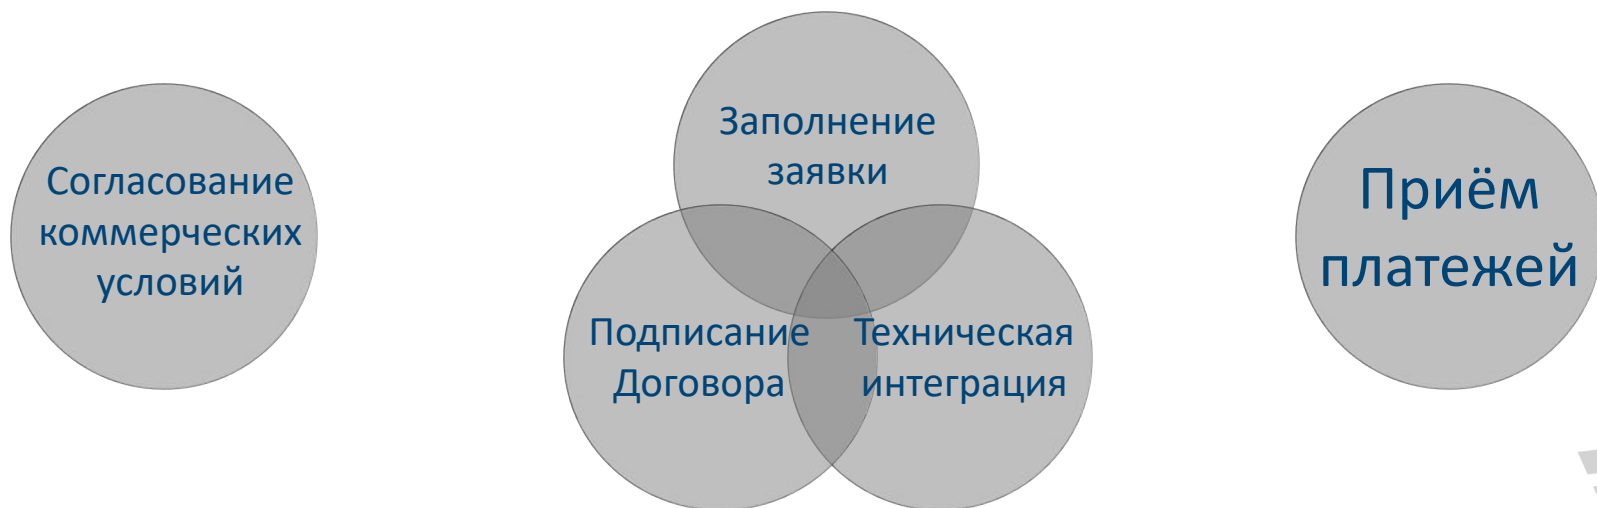 Согласование
коммерческих
условий
Заполнение
заявки
Подписание
Договора
Техническая
интеграция
Приём
платежей